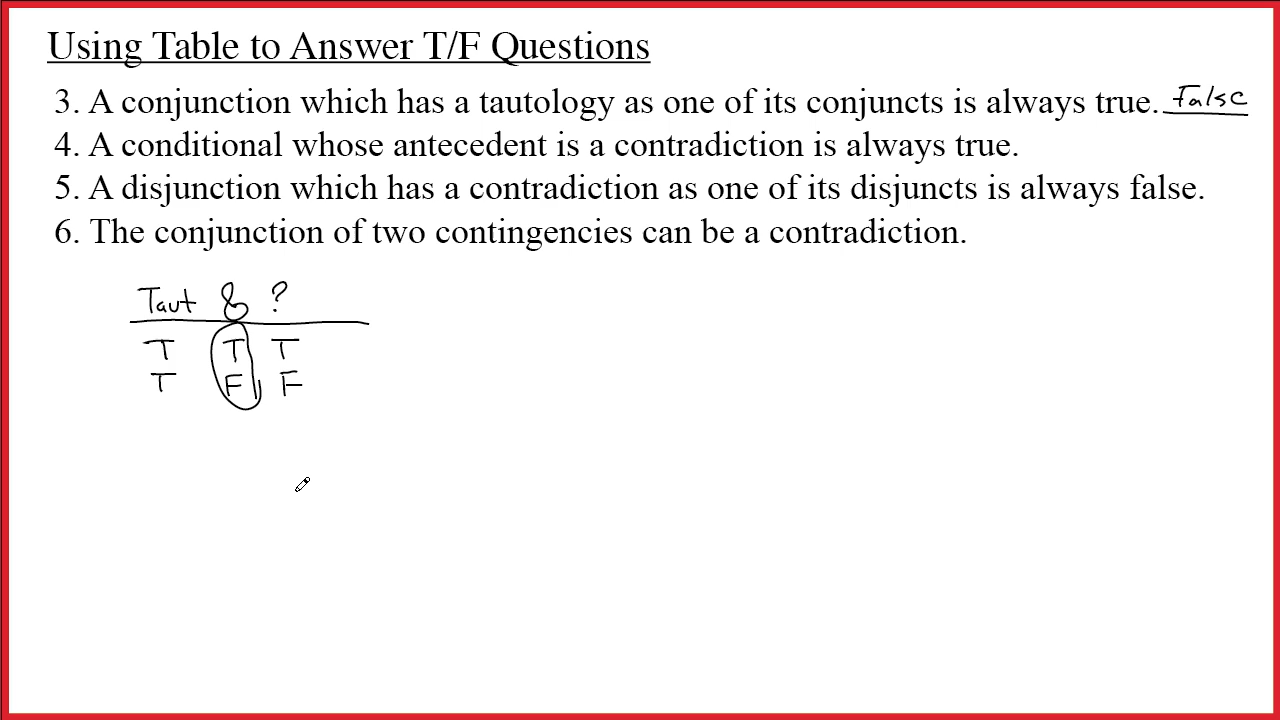 Using Table to Answer T/F Questions
3. A conjunction which has a tautology as one of its conjuncts is always true. False
4. A conditional whose antecedent is a contradiction is always true.
5. A disjunction which has a contradiction as one of its disjuncts is always false.
6. The conjunction of two contingencies can be a contradiction.
Taut & ?
T T T
T F F